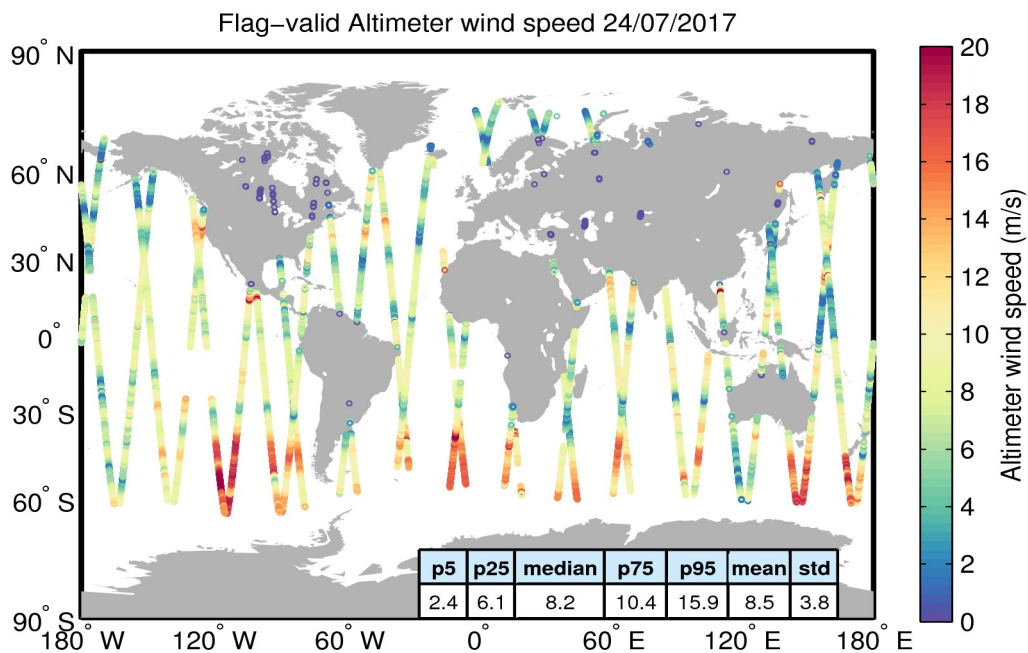 Flag−valid Altimeter wind speed 24/07/2017
90° N
60° N
30° N
0°
30° S
60° S
90° S
180° W
120° W
60° W
0°
60° E
120° E
180° E
p5 p25 median p75 p95 mean std
2.4 6.1 8.2 10.4 15.9 8.5 3.8
20
18
16
14
12
10
8
6
4
2
0
Altimeter wind speed (m/s)